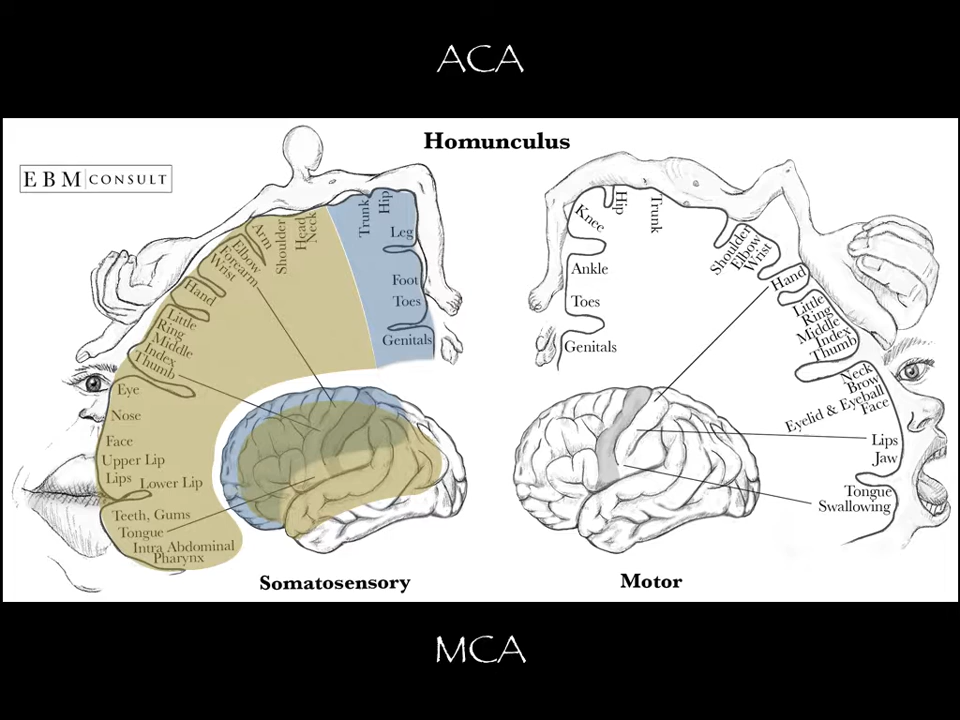 ACA
Homunculus
EBM CONSULT
Trunk
Hip
Leg
Foot
Toes
Genitals
Neck
Head
Shoulder
Arm
Elbow
Forearm
Wrist
Hand
Little
Ring
Middle
Index
Thumb
Eye
Nose
Face
Upper Lip
Lips
Lower Lip
Teeth, Gums
Tongue
Intra Abdominal
Pharynx
Somatosensory
Knee
Hip
Trunk
Ankle
Toes
Genitals
Shoulder
Elbow
Wrist
Hand
Little
Ring
Middle
Index
Thumb
Neck
Brow
Eyelid & Eyeball
Face
Lips
Jaw
Tongue
Swallowing
Motor
MCA